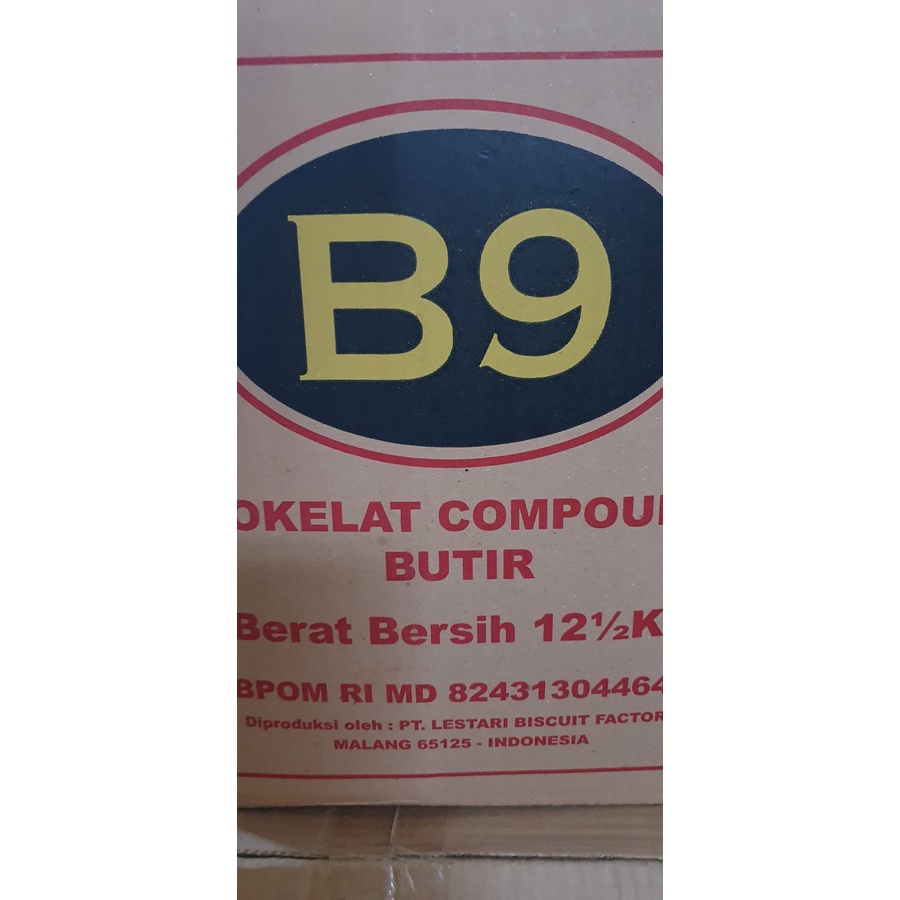 B9
OKELAT COMPOU
BUTIR
Berat Bersih 12½K
BPOM RI MD 82431304464
Diproduksi oleh : PT. LESTARI BISCUIT FACTOR
MALANG 65125 - INDONESIA